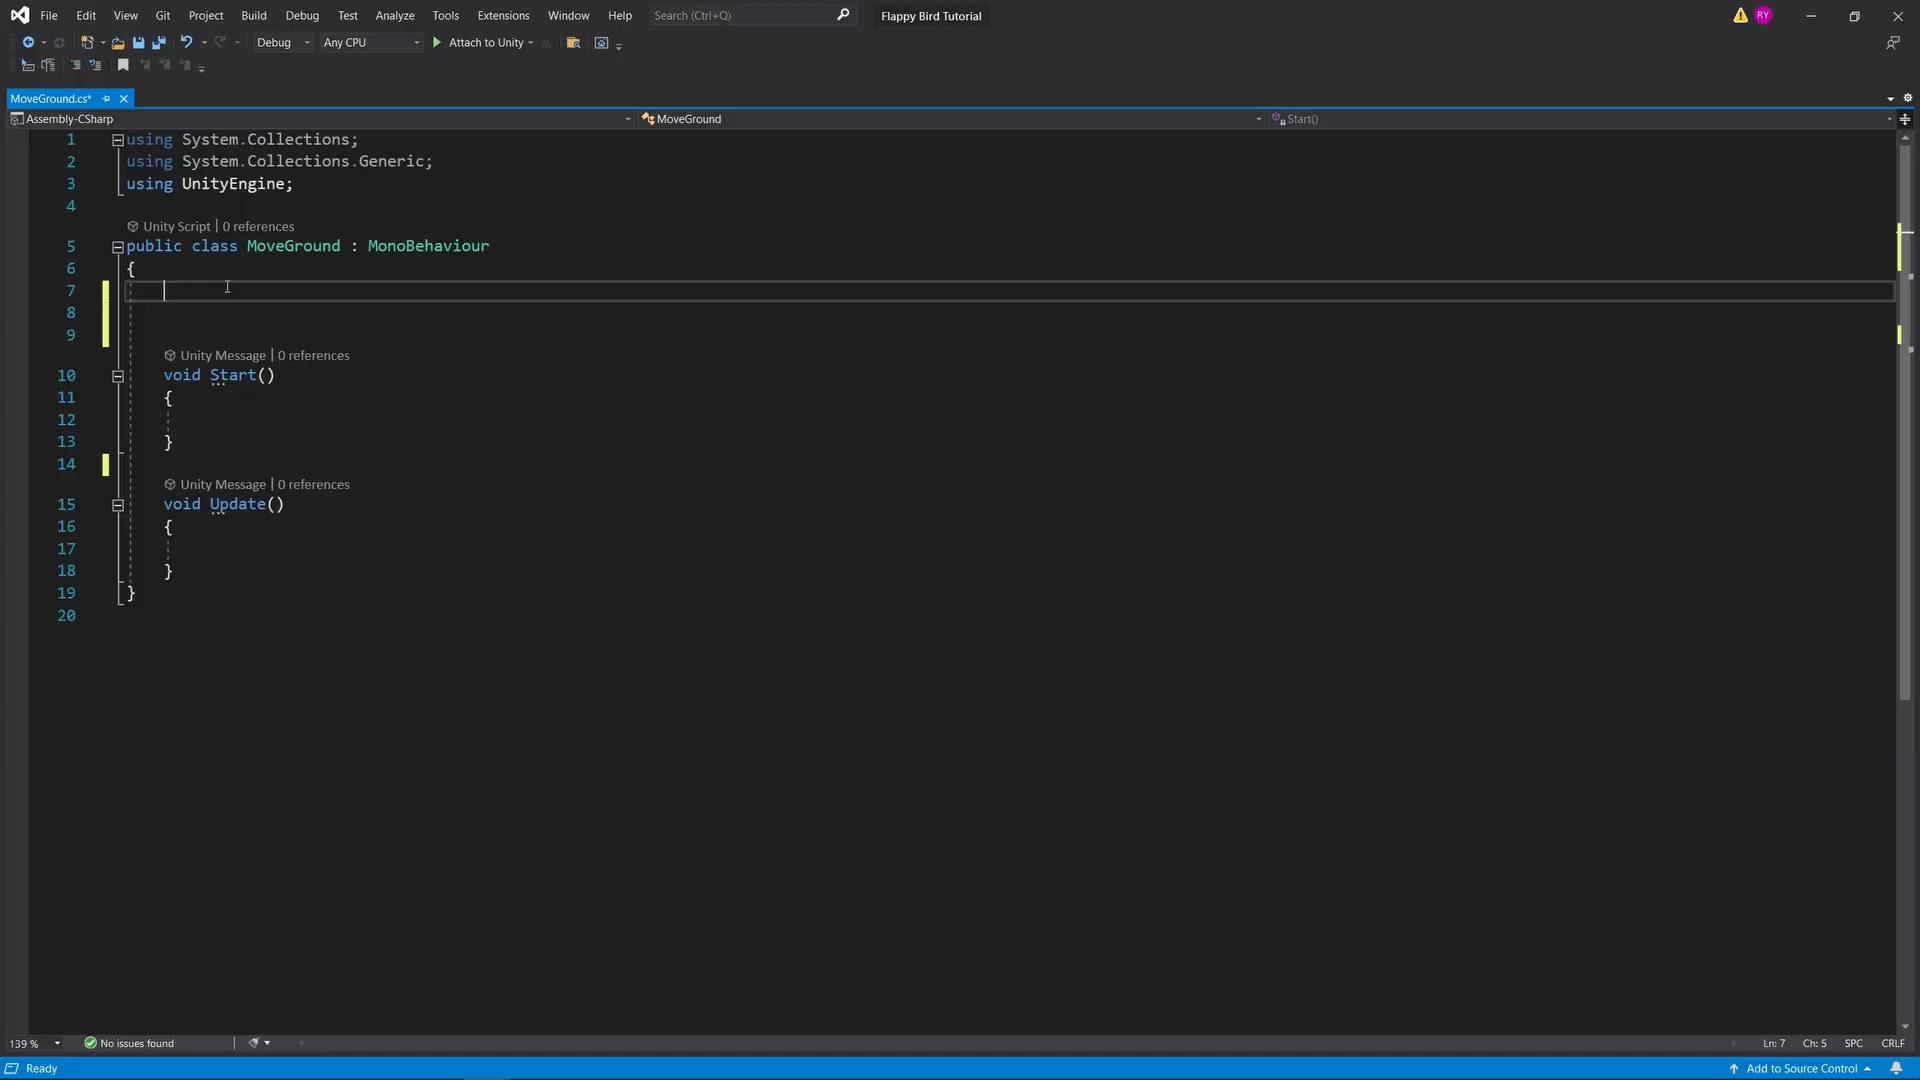 File Edit View Git Project Build Debug Test Analyze Tools Extensions Window Help Search (Ctrl+Q) Flappy Bird Tutorial RY
Debug Any CPU Attach to Unity
MoveGround.cs*
Assembly-CSharp MoveGround Start()
1 using System.Collections;
2 using System.Collections.Generic;
3 using UnityEngine;
4
Unity Script | 0 references
5 public class MoveGround : MonoBehaviour
6 {
7
8
9
Unity Message | 0 references
10 void Start()
11 {
12
13 }
14
Unity Message | 0 references
15 void Update()
16 {
17
18 }
19 }
20
139 % No issues found Ln: 7 Ch: 5 SPC CRLF
Ready Add to Source Control